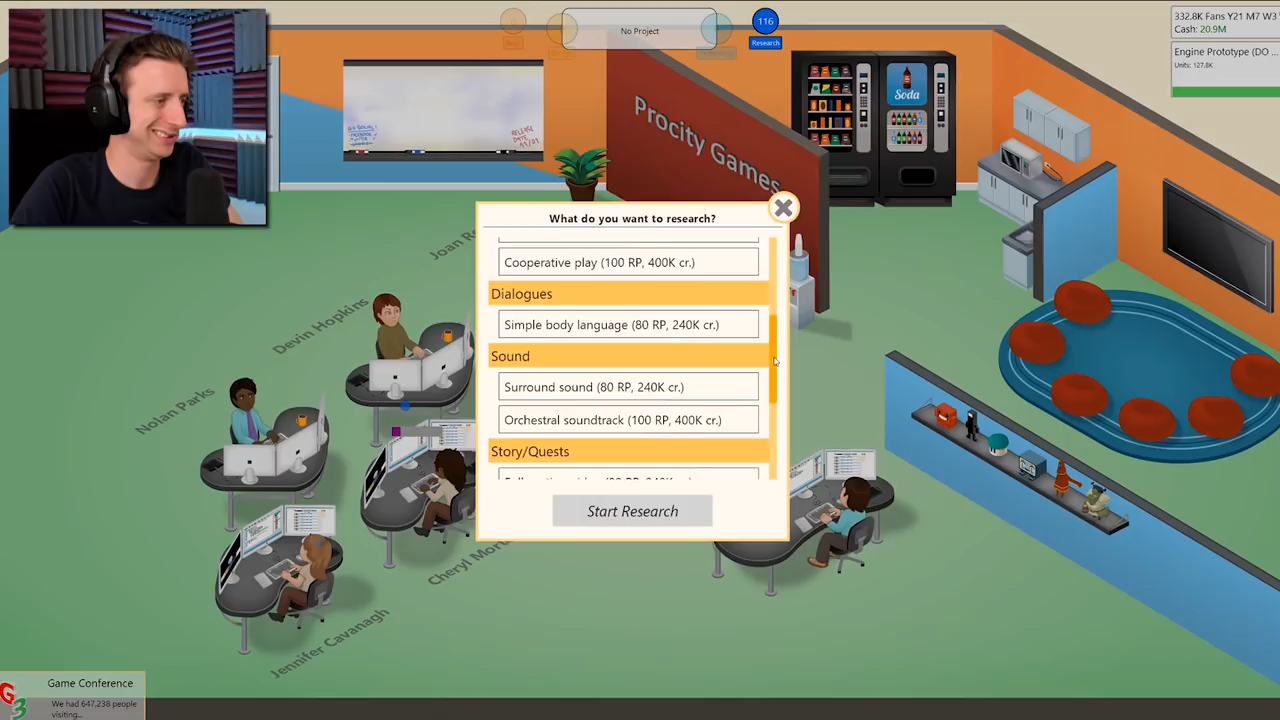 116
Research
No Project
332.8K Fans Y21 M7 W3
Cash: 20.9M
Engine Prototype (DO ...
Units: 127.8K
Soda
Procity Games
RELEASE
DATE
What do you want to research?
Cooperative play (100 RP, 400K cr.)
Dialogues
Simple body language (80 RP, 240K cr.)
Sound
Surround sound (80 RP, 240K cr.)
Orchestral soundtrack (100 RP, 400K cr.)
Story/Quests
Start Research
Joan
Devin Hopkins
Nolan Parks
Cheryl
Jennifer Cavanagh
G3
Game Conference
We had 647,238 people
visiting...